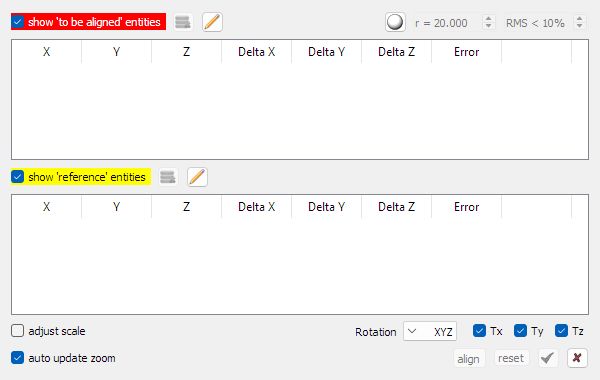 show 'to be aligned' entities r = 20.000 RMS < 10%
X Y Z Delta X Delta Y Delta Z Error
show 'reference' entities
X Y Z Delta X Delta Y Delta Z Error
adjust scale Rotation XYZ Tx Ty Tz
auto update zoom align reset